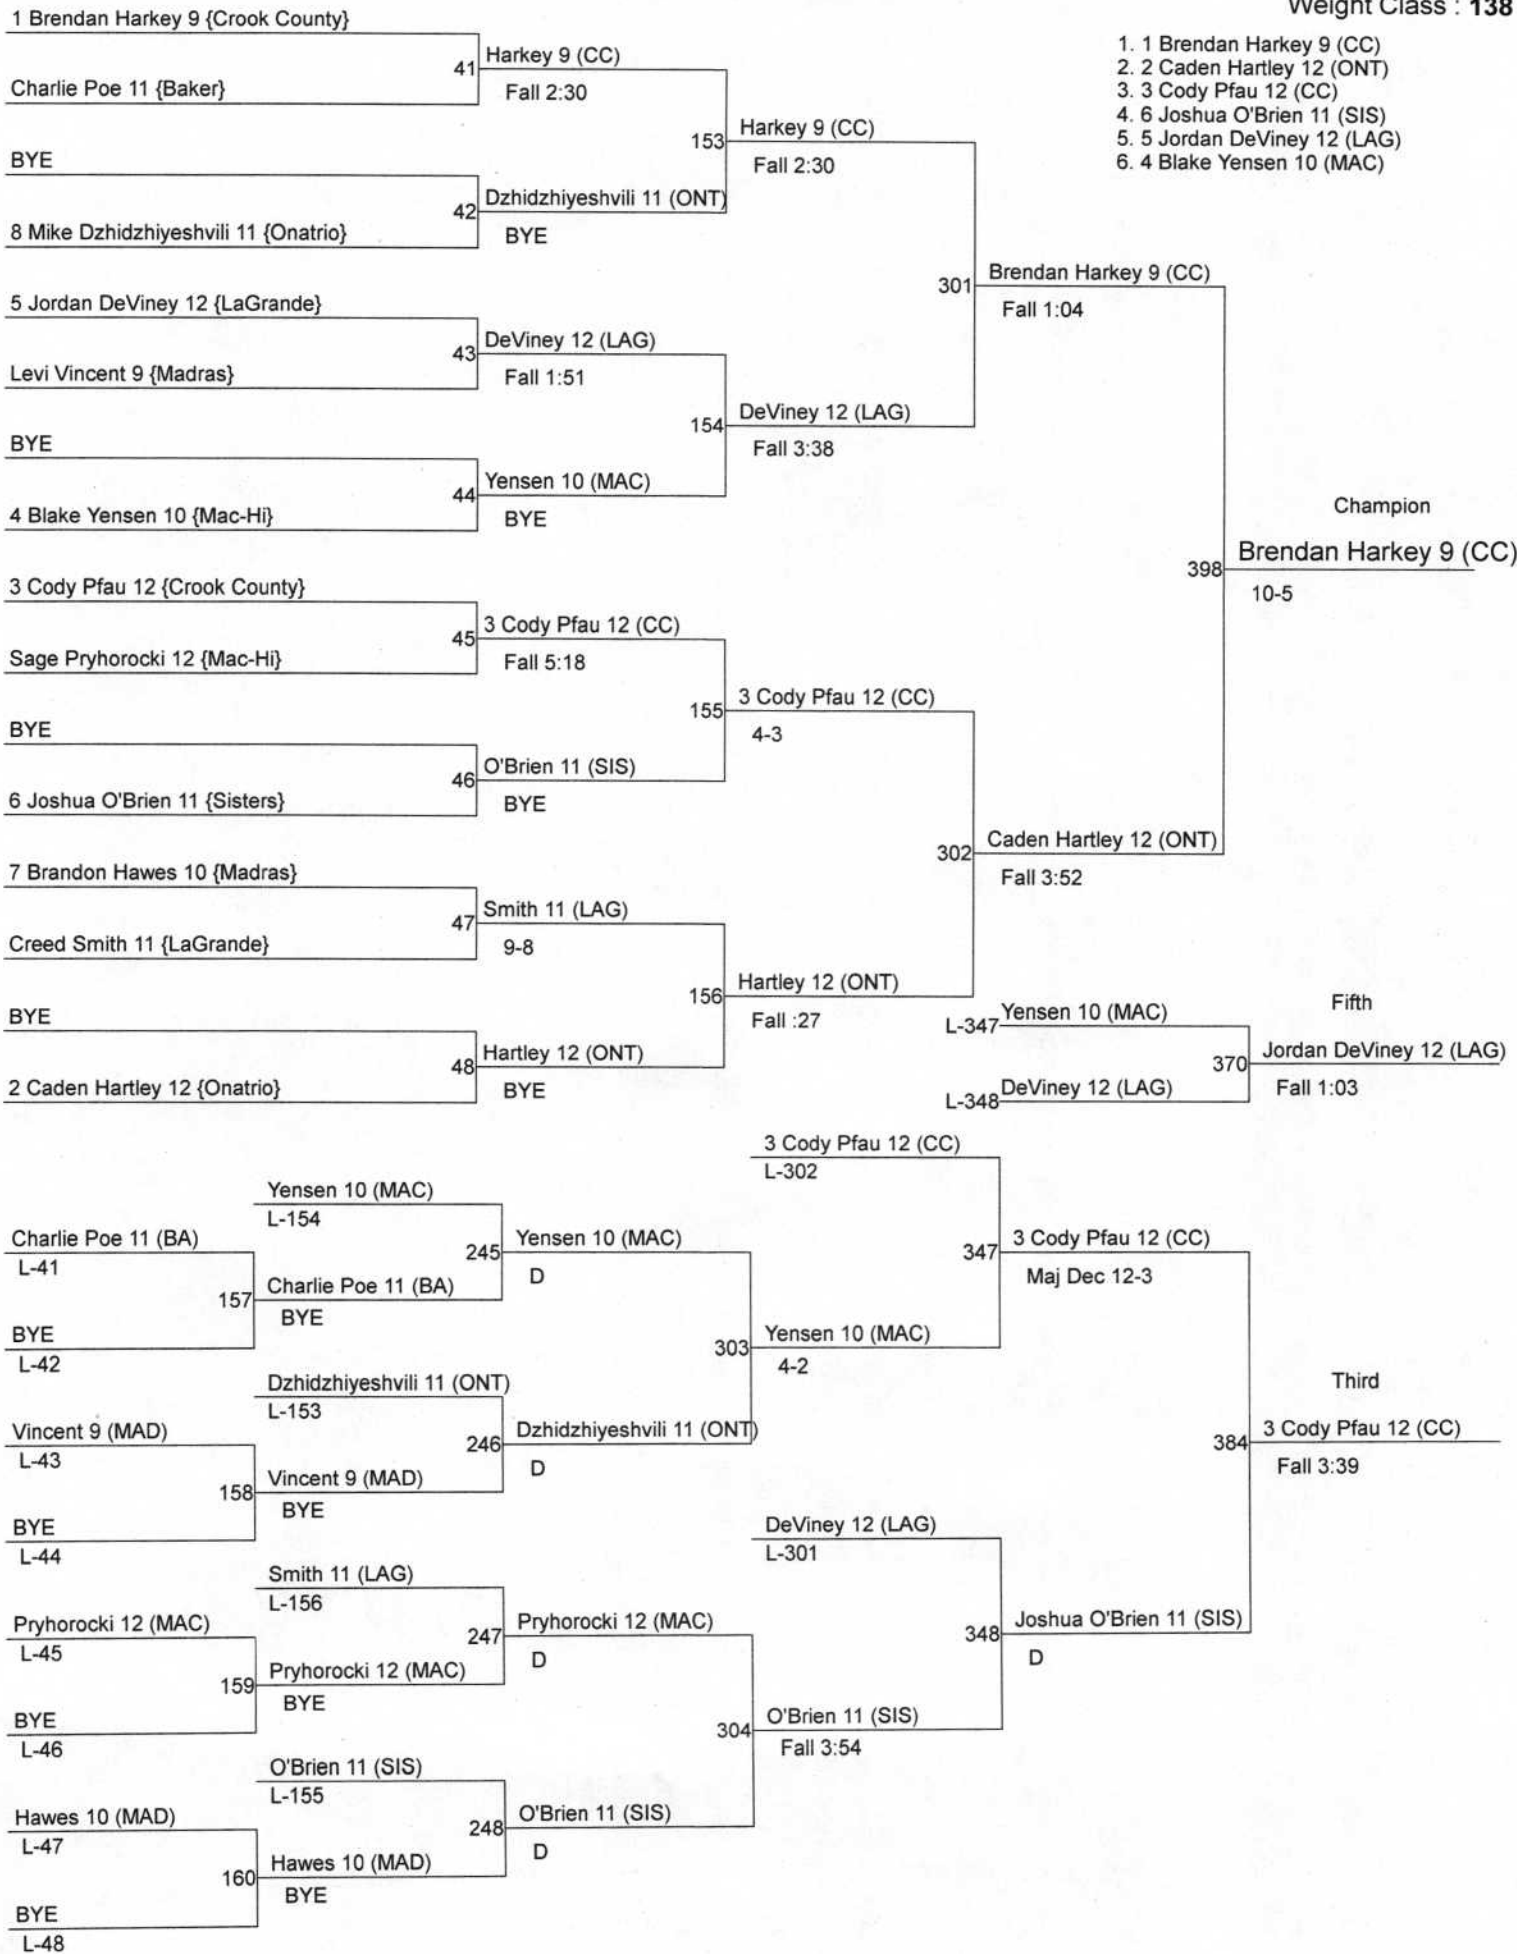 Weight Class : 138
1. 1 Brendan Harkey 9 (CC)
2. 2 Caden Hartley 12 (ONT)
3. 3 Cody Pfau 12 (CC)
4. 6 Joshua O'Brien 11 (SIS)
5. 5 Jordan DeViney 12 (LAG)
6. 4 Blake Yensen 10 (MAC)
1 Brendan Harkey 9 {Crook County}
41
Harkey 9 (CC)
Fall 2:30
Charlie Poe 11 {Baker}
153
Harkey 9 (CC)
Fall 2:30
BYE
42
Dzhidzhiyeshvili 11 (ONT)
BYE
8 Mike Dzhidzhiyeshvili 11 {Onatrio}
301
Brendan Harkey 9 (CC)
Fall 1:04
5 Jordan DeViney 12 {LaGrande}
43
DeViney 12 (LAG)
Fall 1:51
Levi Vincent 9 {Madras}
154
DeViney 12 (LAG)
Fall 3:38
BYE
44
Yensen 10 (MAC)
BYE
4 Blake Yensen 10 {Mac-Hi}
Champion
398
Brendan Harkey 9 (CC)
10-5
3 Cody Pfau 12 {Crook County}
45
3 Cody Pfau 12 (CC)
Fall 5:18
Sage Pryhorocki 12 {Mac-Hi}
155
3 Cody Pfau 12 (CC)
4-3
BYE
46
O'Brien 11 (SIS)
BYE
6 Joshua O'Brien 11 {Sisters}
302
Caden Hartley 12 (ONT)
Fall 3:52
7 Brandon Hawes 10 {Madras}
47
Smith 11 (LAG)
9-8
Creed Smith 11 {LaGrande}
156
Hartley 12 (ONT)
Fall :27
BYE
48
Hartley 12 (ONT)
BYE
2 Caden Hartley 12 {Onatrio}
Fifth
L-347
Yensen 10 (MAC)
370
Jordan DeViney 12 (LAG)
Fall 1:03
L-348
DeViney 12 (LAG)
3 Cody Pfau 12 (CC)
L-302
Yensen 10 (MAC)
L-154
Charlie Poe 11 (BA)
L-41
245
Yensen 10 (MAC)
D
347
3 Cody Pfau 12 (CC)
Maj Dec 12-3
157
Charlie Poe 11 (BA)
BYE
BYE
L-42
303
Yensen 10 (MAC)
4-2
Dzhidzhiyeshvili 11 (ONT)
L-153
Vincent 9 (MAD)
L-43
246
Dzhidzhiyeshvili 11 (ONT)
D
Third
384
3 Cody Pfau 12 (CC)
Fall 3:39
158
Vincent 9 (MAD)
BYE
BYE
L-44
DeViney 12 (LAG)
L-301
Smith 11 (LAG)
L-156
Pryhorocki 12 (MAC)
L-45
247
Pryhorocki 12 (MAC)
D
348
Joshua O'Brien 11 (SIS)
D
159
Pryhorocki 12 (MAC)
BYE
BYE
L-46
304
O'Brien 11 (SIS)
Fall 3:54
O'Brien 11 (SIS)
L-155
Hawes 10 (MAD)
L-47
248
O'Brien 11 (SIS)
D
160
Hawes 10 (MAD)
BYE
BYE
L-48